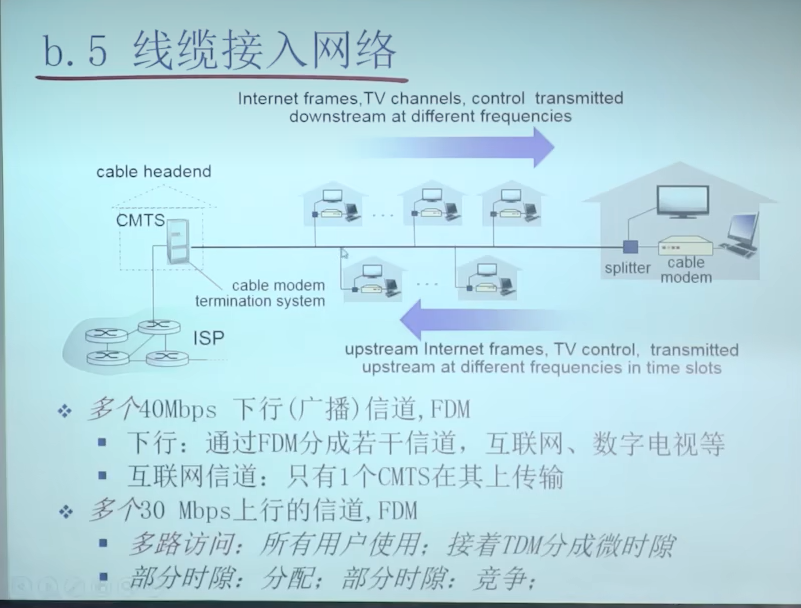 b.5 线缆接入网络
Internet frames,TV channels, control transmitted
downstream at different frequencies
cable headend
CMTS
cable modem
termination system
splitter
cable
modem
ISP
upstream Internet frames, TV control, transmitted
upstream at different frequencies in time slots
❖ 多个40Mbps 下行(广播)信道,FDM
▪ 下行：通过FDM分成若干信道，互联网、数字电视等
▪ 互联网信道：只有1个CMTS在其上传输
❖ 多个30 Mbps上行的信道,FDM
▪ 多路访问：所有用户使用；接着TDM分成微时隙
▪ 部分时隙：分配；部分时隙：竞争；